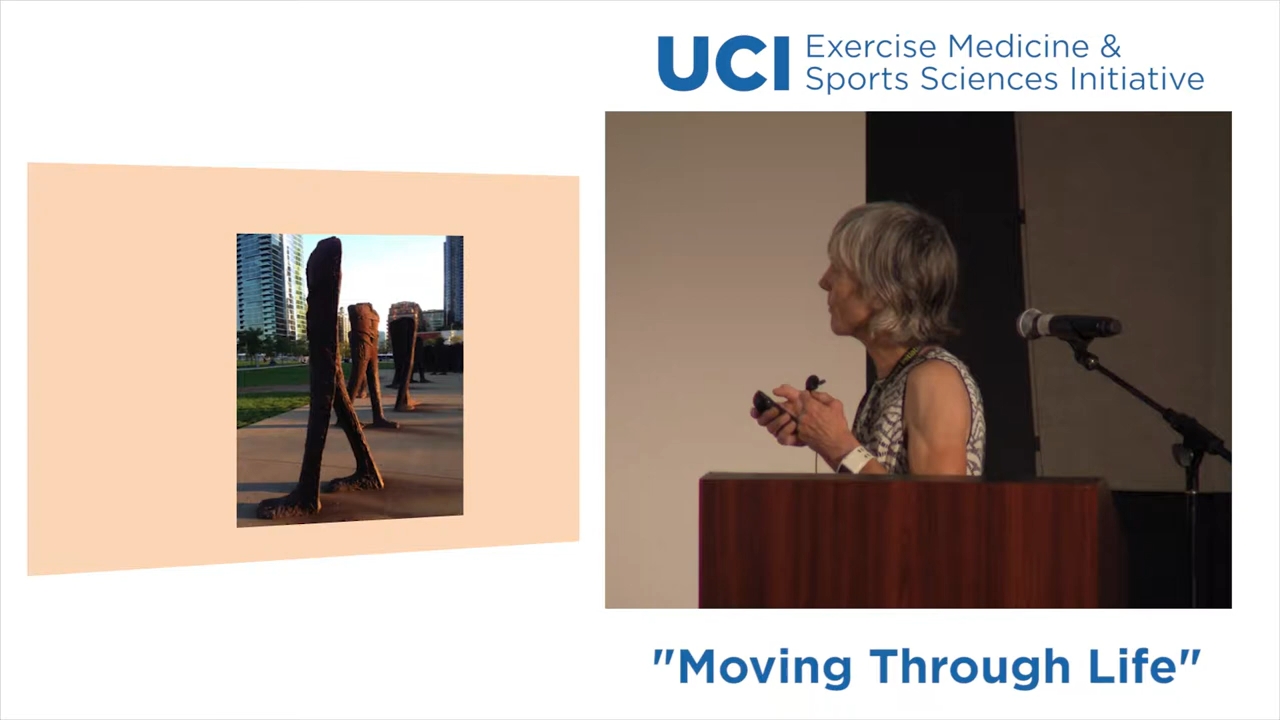 UCI Exercise Medicine &
Sports Sciences Initiative
"Moving Through Life"